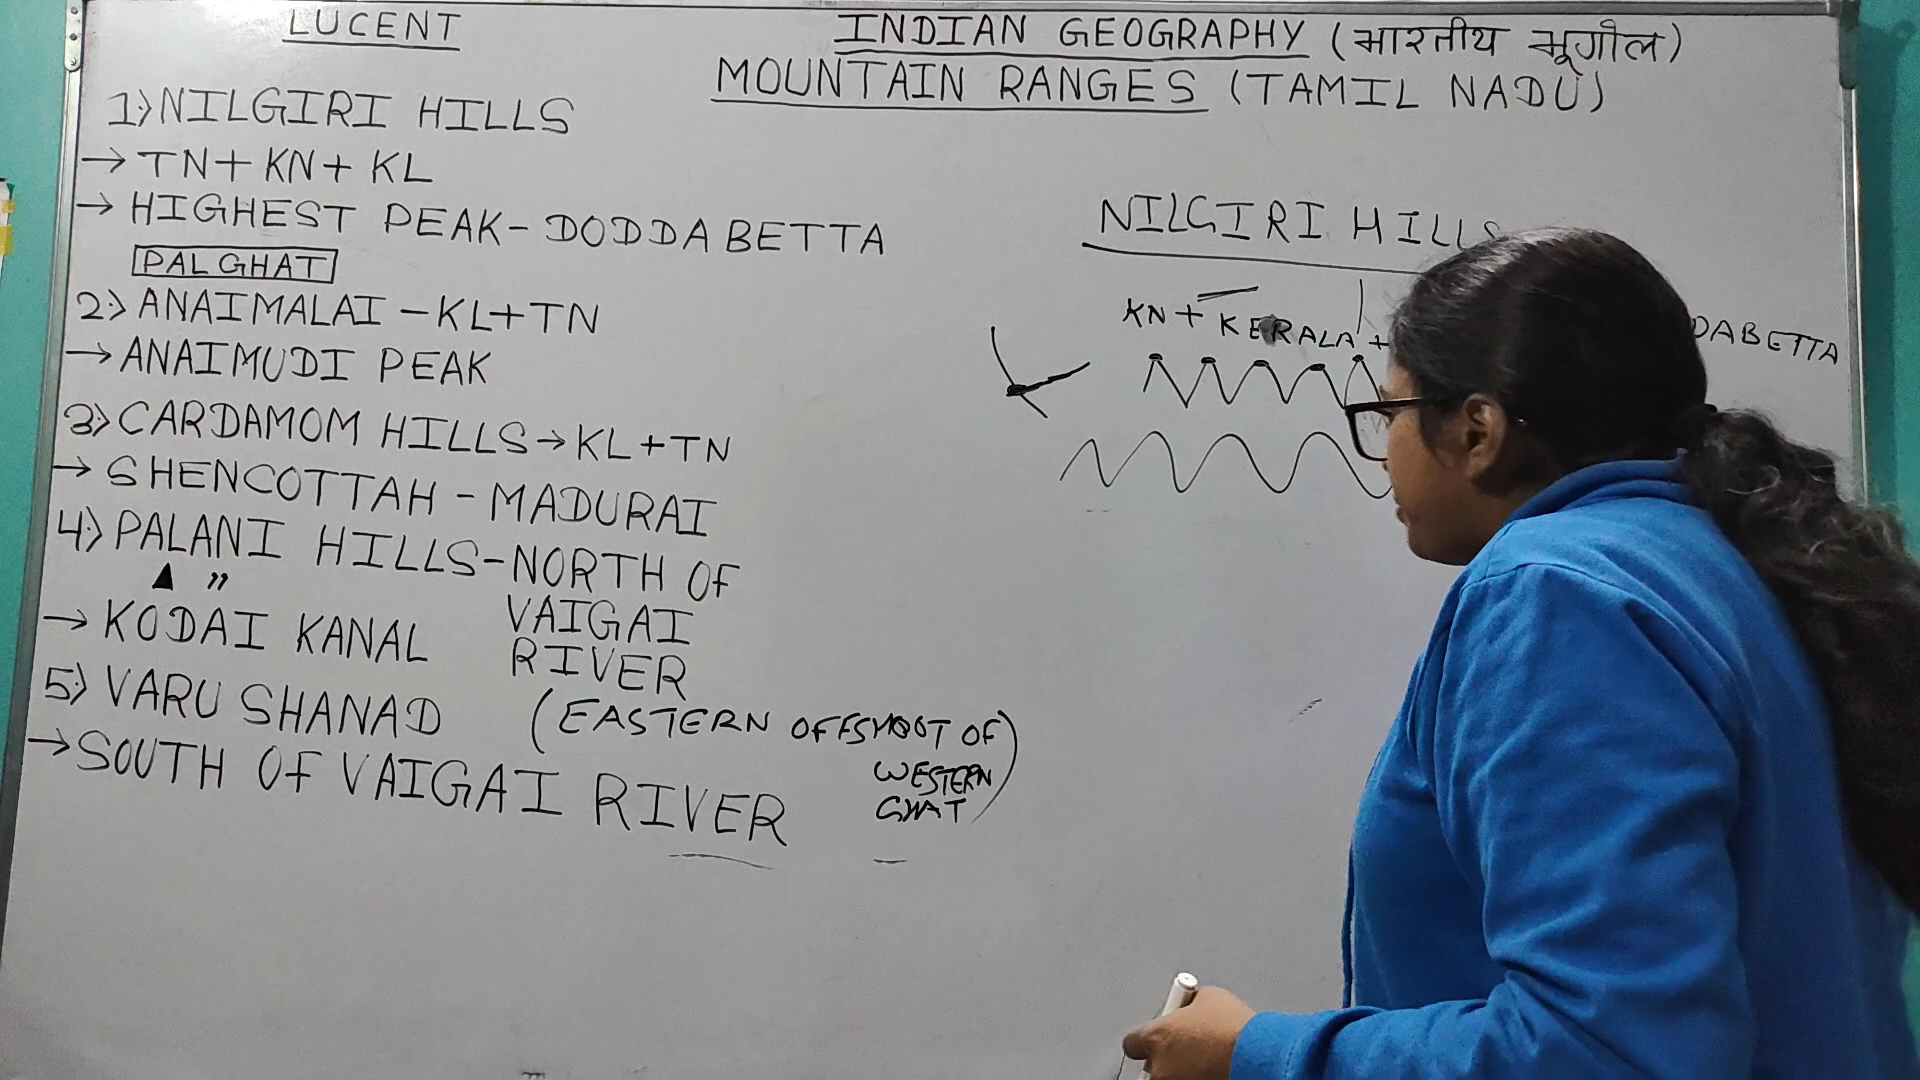 LUCENT
INDIAN GEOGRAPHY (भारतीय भूगोल)
MOUNTAIN RANGES (TAMIL NADU)
1) NILGIRI HILLS
→ TN + KN + KL
→ HIGHEST PEAK - DODDABETTA
PALGHAT
2) ANAIMALAI - KL + TN
→ ANAIMUDI PEAK
3) CARDAMOM HILLS → KL + TN
→ SHENCOTTAH - MADURAI
4) PALANI HILLS - NORTH OF
VAIGAI
RIVER
▲ "
→ KODAI KANAL
5) VARU SHANAD
(EASTERN OFFSHOOT OF
WESTERN
GHAT)
→ SOUTH OF VAIGAI RIVER
NILGIRI HILLS
KN + KERALA +
DABETTA